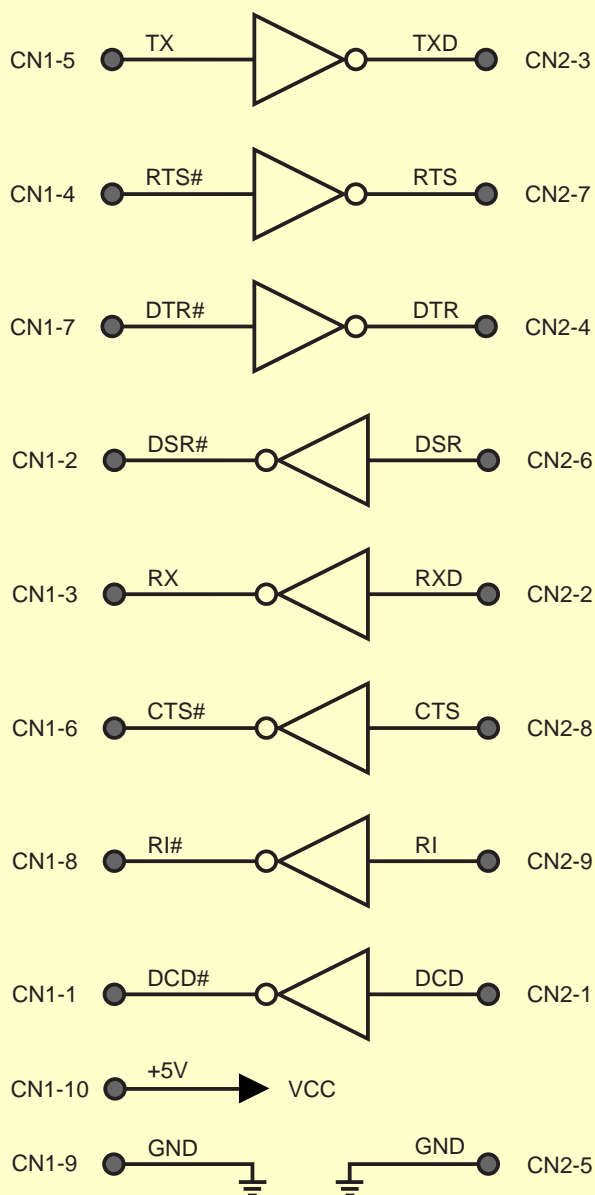 CN1-5 TX TXD CN2-3
CN1-4 RTS# RTS CN2-7
CN1-7 DTR# DTR CN2-4
CN1-2 DSR# DSR CN2-6
CN1-3 RX RXD CN2-2
CN1-6 CTS# CTS CN2-8
CN1-8 RI# RI CN2-9
CN1-1 DCD# DCD CN2-1
CN1-10 +5V VCC
CN1-9 GND GND CN2-5